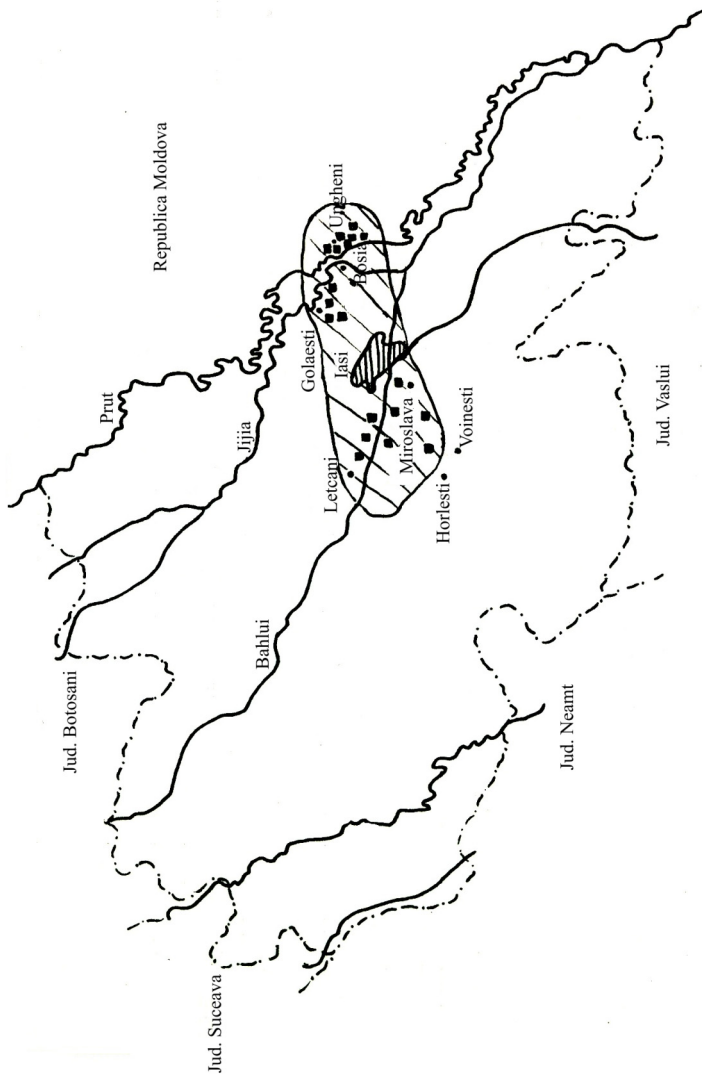 Republica Moldova
Prut
Jud. Botosani
Jijia
Ungheni
Bosia
Golaesti
Iasi
Letcani
Miroslava
Bahlui
Voinesti
Horlesti
Jud. Suceava
Jud. Neamt
Jud. Vaslui